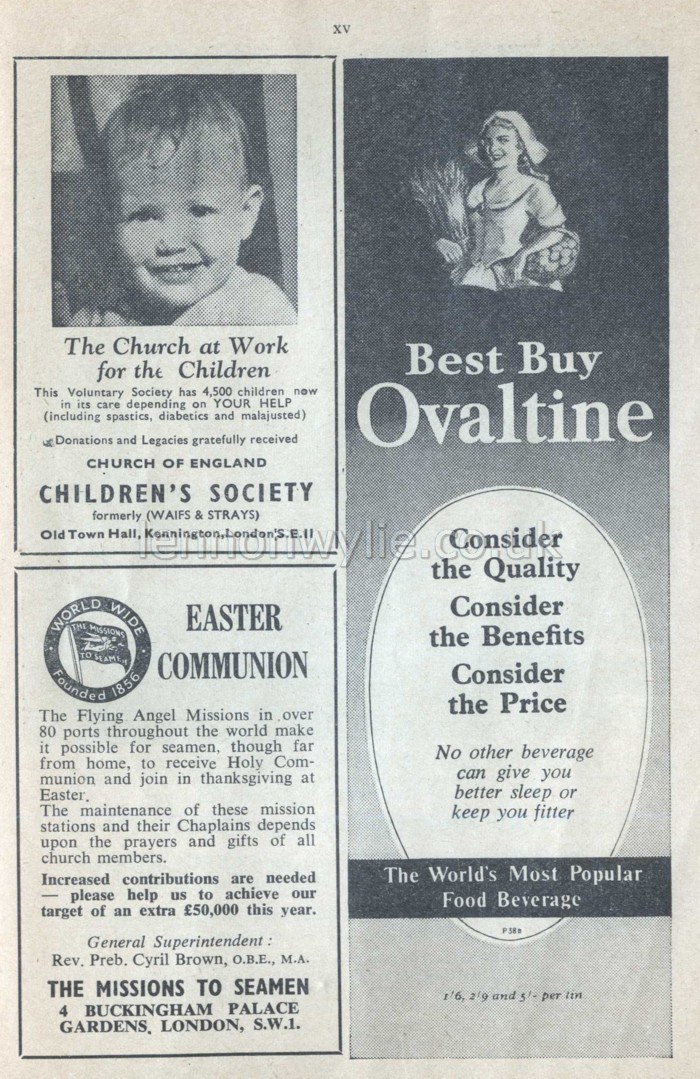 xv
The Church at Work
for the Children
This Voluntary Society has 4,500 children now
in its care depending on YOUR HELP
(including spastics, diabetics and malajusted)
Donations and Legacies gratefully received
CHURCH OF ENGLAND
CHILDREN'S SOCIETY
formerly (WAIFS & STRAYS)
Old Town Hall, Kennington, London S.E.11
WORLD WIDE
THE MISSIONS
TO SEAMEN
Founded 1856
EASTER
COMMUNION
The Flying Angel Missions in over
80 ports throughout the world make
it possible for seamen, though far
from home, to receive Holy Com-
munion and join in thanksgiving at
Easter.
The maintenance of these mission
stations and their Chaplains depends
upon the prayers and gifts of all
church members.
Increased contributions are needed
— please help us to achieve our
target of an extra £50,000 this year.
General Superintendent :
Rev. Preb. Cyril Brown, O.B.E., M.A.
THE MISSIONS TO SEAMEN
4 BUCKINGHAM PALACE
GARDENS, LONDON, S.W.1.
Best Buy
Ovaltine
Consider
the Quality
Consider
the Benefits
Consider
the Price
No other beverage
can give you
better sleep or
keep you fitter
The World's Most Popular
Food Beverage
P.38B
1/6, 2/9 and 5/- per tin
lennonwylie.co.uk